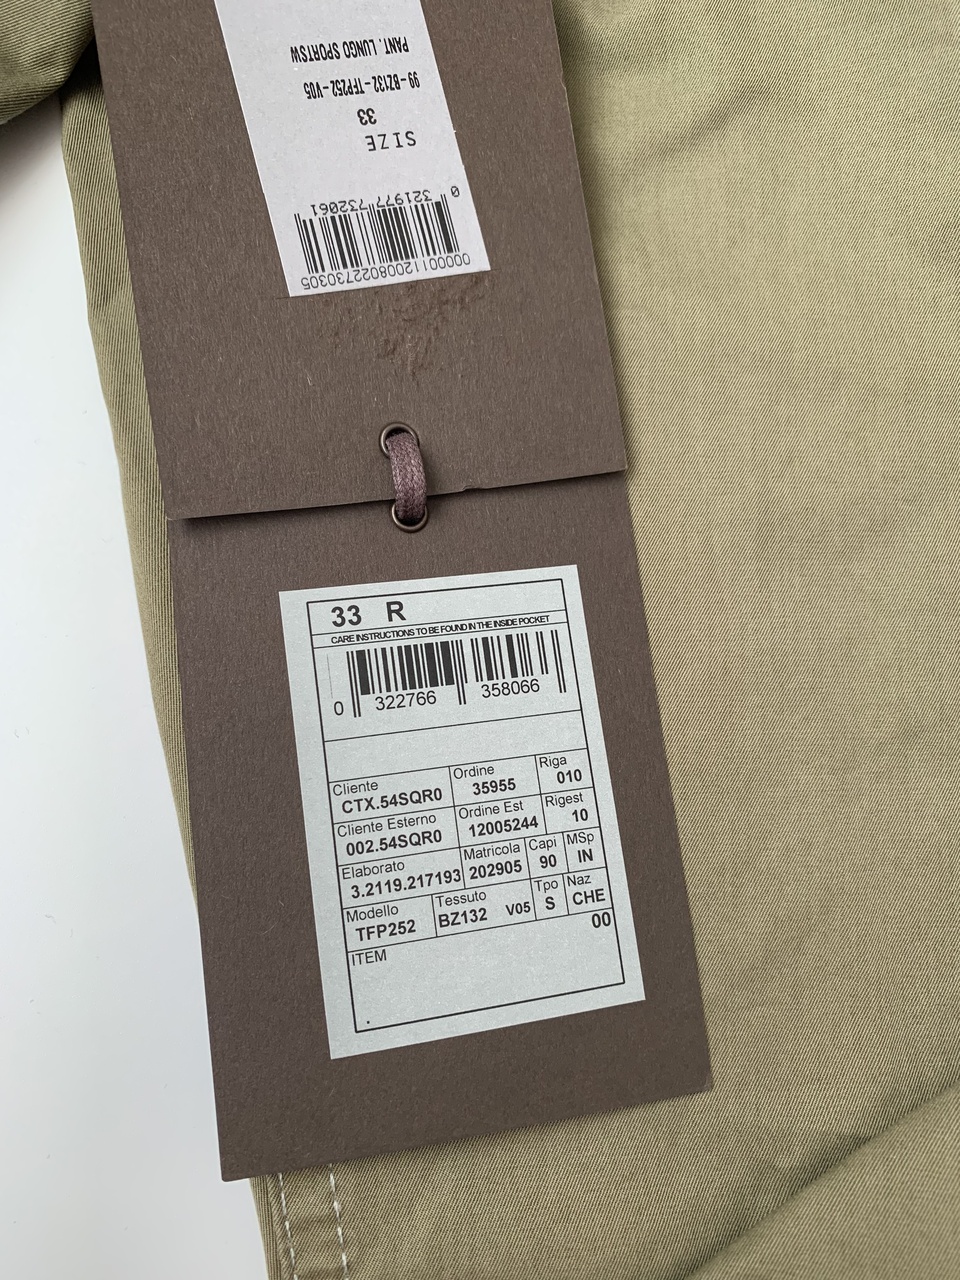 PANT. LUNGO SPORTSW
99-BZ132-TFP252-V05
33
SIZE
0 321977 732061
00000112008022730305
33 R
CARE INSTRUCTIONS TO BE FOUND IN THE INSIDE POCKET
0 322766 358066
Cliente Ordine Riga
CTX.54SQR0 35955 010
Cliente Esterno Ordine Est Rigest
002.54SQR0 12005244 10
Elaborato Matricola Capi MSp
3.2119.217193 202905 90 IN
Modello Tessuto Tpo Naz
TFP252 BZ132 V05 S CHE
00
ITEM